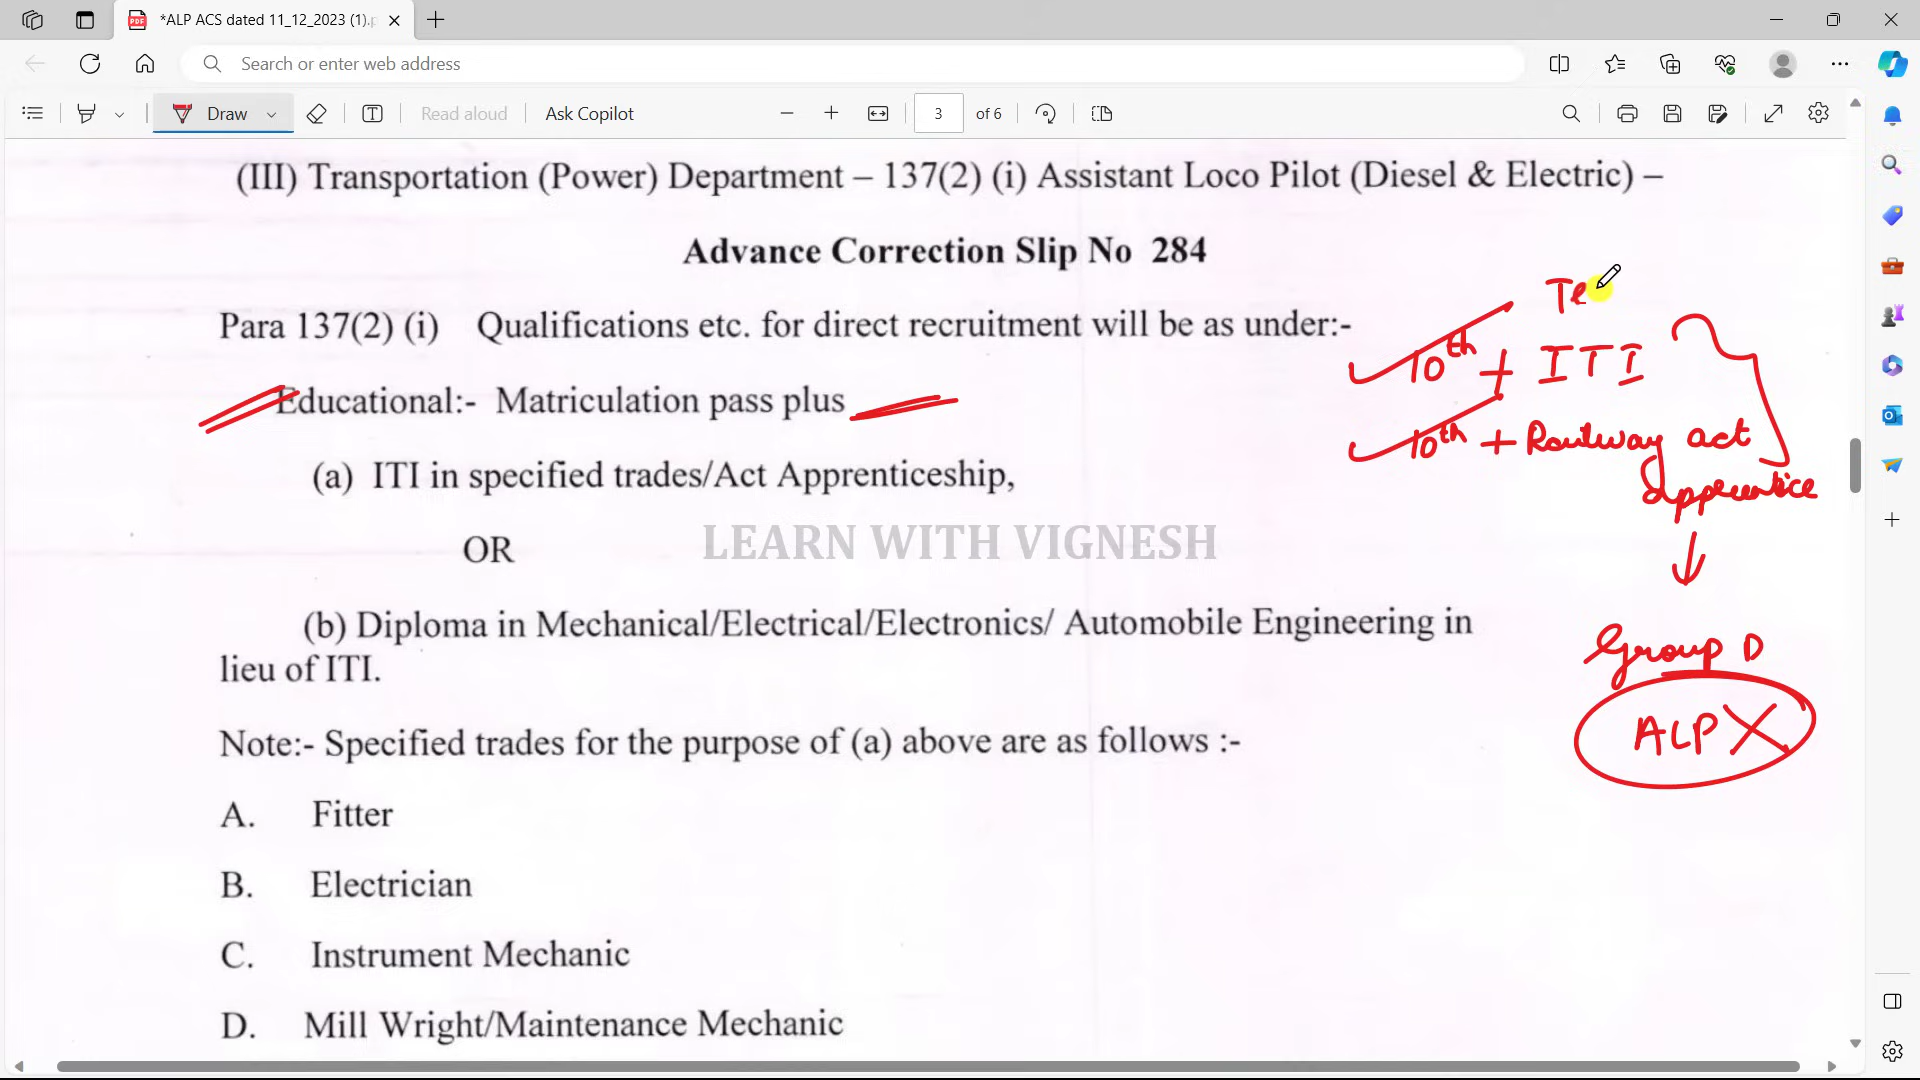 *ALP ACS dated 11_12_2023 (1).p
Search or enter web address
Draw
Read aloud
Ask Copilot
3 of 6
(III) Transportation (Power) Department – 137(2) (i) Assistant Loco Pilot (Diesel & Electric) –
Advance Correction Slip No 284
Te
Para 137(2) (i) Qualifications etc. for direct recruitment will be as under:-
10th + ITI
Educational:- Matriculation pass plus
10th + Railway act
apprentice
(a) ITI in specified trades/Act Apprenticeship,
OR
LEARN WITH VIGNESH
(b) Diploma in Mechanical/Electrical/Electronics/ Automobile Engineering in
lieu of ITI.
Group D
ALP X
Note:- Specified trades for the purpose of (a) above are as follows :-
A. Fitter
B. Electrician
C. Instrument Mechanic
D. Mill Wright/Maintenance Mechanic